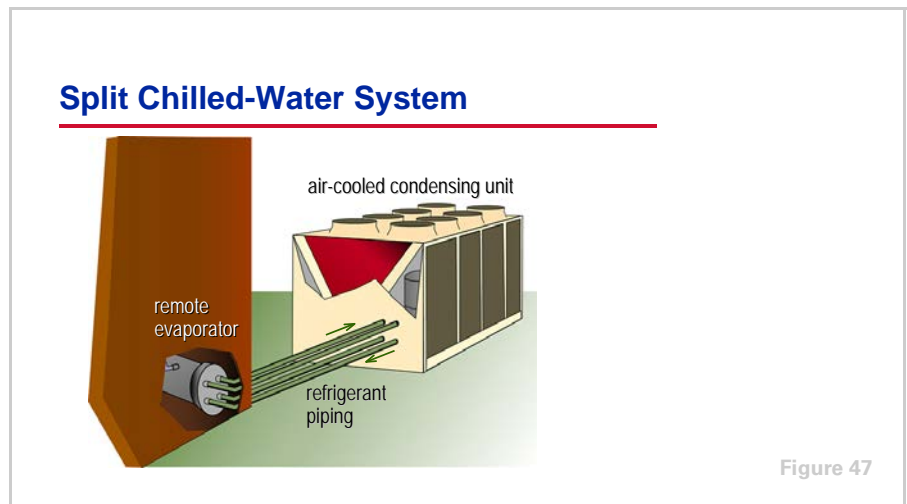 Split Chilled-Water System
air-cooled condensing unit
remote
evaporator
refrigerant
piping
Figure 47